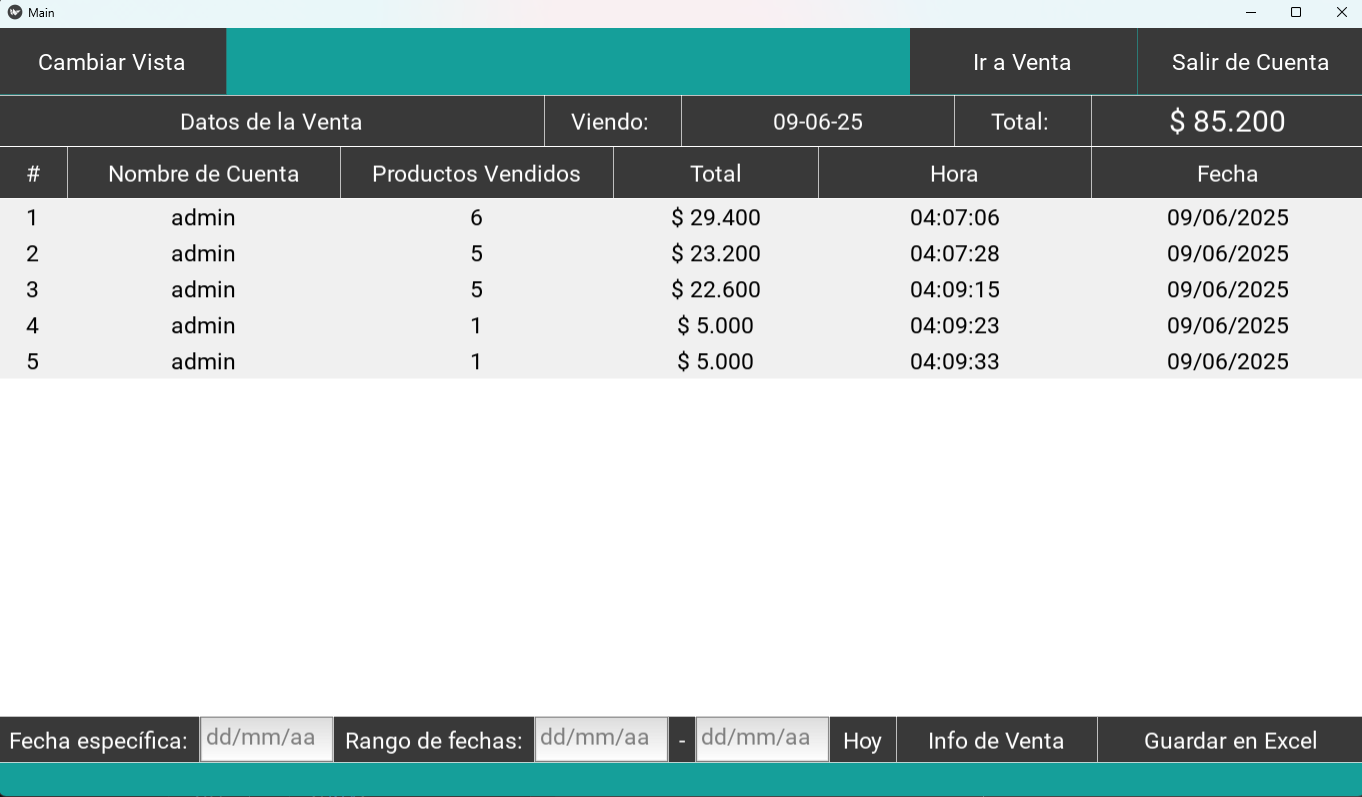 Main
Cambiar Vista Ir a Venta Salir de Cuenta
Datos de la Venta Viendo: 09-06-25 Total: $ 85.200
# Nombre de Cuenta Productos Vendidos Total Hora Fecha
1 admin 6 $ 29.400 04:07:06 09/06/2025
2 admin 5 $ 23.200 04:07:28 09/06/2025
3 admin 5 $ 22.600 04:09:15 09/06/2025
4 admin 1 $ 5.000 04:09:23 09/06/2025
5 admin 1 $ 5.000 04:09:33 09/06/2025
Fecha específica: dd/mm/aa Rango de fechas: dd/mm/aa - dd/mm/aa Hoy Info de Venta Guardar en Excel